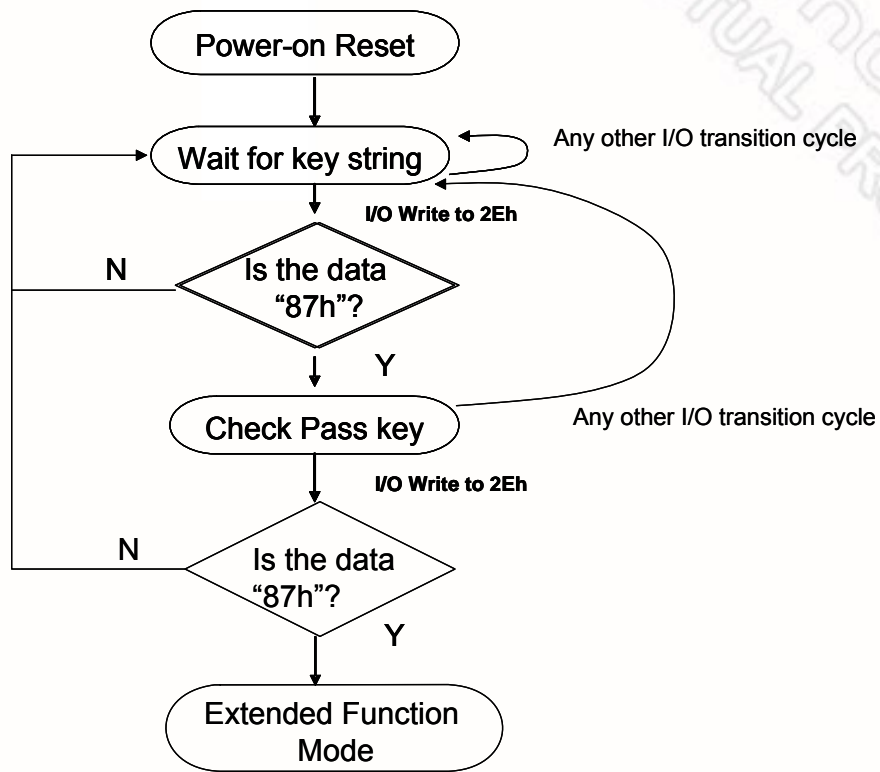 Power-on Reset
Wait for key string
Any other I/O transition cycle
I/O Write to 2Eh
N
Is the data
“87h”?
Y
Check Pass key
Any other I/O transition cycle
I/O Write to 2Eh
N
Is the data
“87h”?
Y
Extended Function
Mode